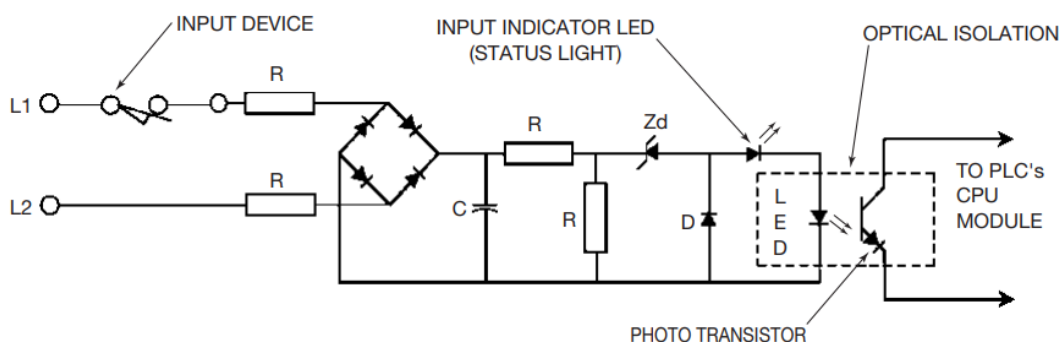 INPUT DEVICE
INPUT INDICATOR LED
(STATUS LIGHT)
OPTICAL ISOLATION
L1
R
R
Zd
TO PLC's
CPU
MODULE
L2
R
C
R
D
L
E
D
PHOTO TRANSISTOR